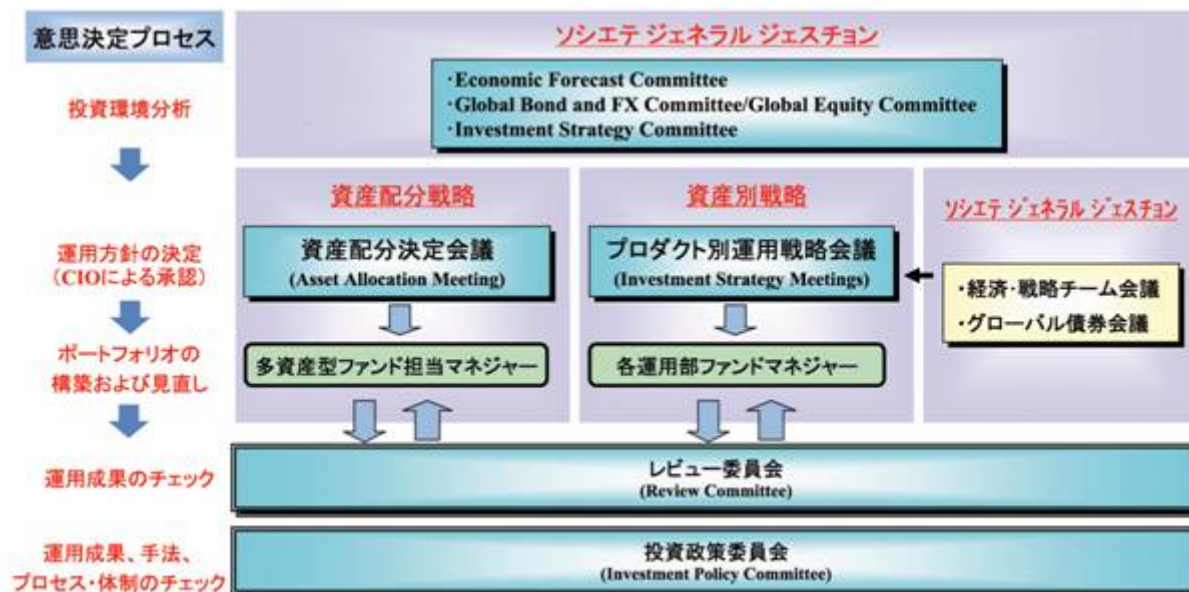 意思決定プロセス
ソシエテ ジェネラル ジェスチョン
・Economic Forecast Committee
・Global Bond and FX Committee/Global Equity Committee
・Investment Strategy Committee
投資環境分析
資産配分戦略
資産別戦略
ソシエテ ジェネラル ジェスチョン
運用方針の決定
(CIOによる承認)
資産配分決定会議
(Asset Allocation Meeting)
プロダクト別運用戦略会議
(Investment Strategy Meetings)
・経済・戦略チーム会議
・グローバル債券会議
ポートフォリオの
構築および見直し
多資産型ファンド担当マネジャー
各運用部ファンドマネジャー
運用成果のチェック
レビュー委員会
(Review Committee)
運用成果、手法、
プロセス・体制のチェック
投資政策委員会
(Investment Policy Committee)